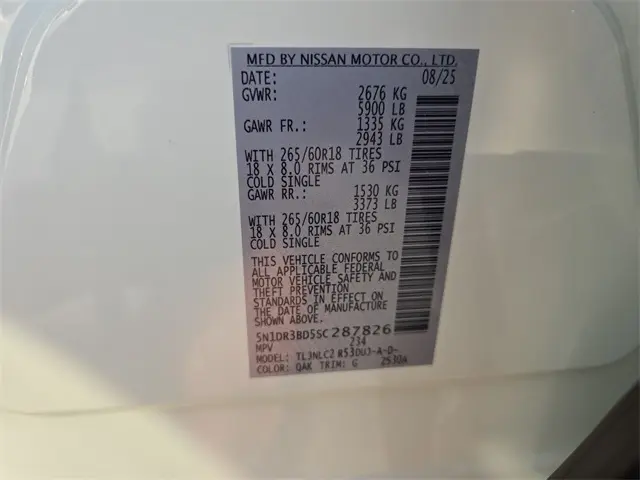 MFD BY NISSAN MOTOR CO., LTD.
DATE: 08/25
GVWR: 2676 KG
5900 LB
GAWR FR.: 1335 KG
2943 LB
WITH 265/60R18 TIRES
18 X 8.0 RIMS AT 36 PSI
COLD SINGLE
GAWR RR.: 1530 KG
3373 LB
WITH 265/60R18 TIRES
18 X 8.0 RIMS AT 36 PSI
COLD SINGLE
THIS VEHICLE CONFORMS TO
ALL APPLICABLE FEDERAL
MOTOR VEHICLE SAFETY AND
THEFT PREVENTION
STANDARDS IN EFFECT ON
THE DATE OF MANUFACTURE
SHOWN ABOVE.
5N1DR3BD5SC287826
MPV 234
MODEL: TL3NLC2
COLOR: QAK TRIM: G 2530A